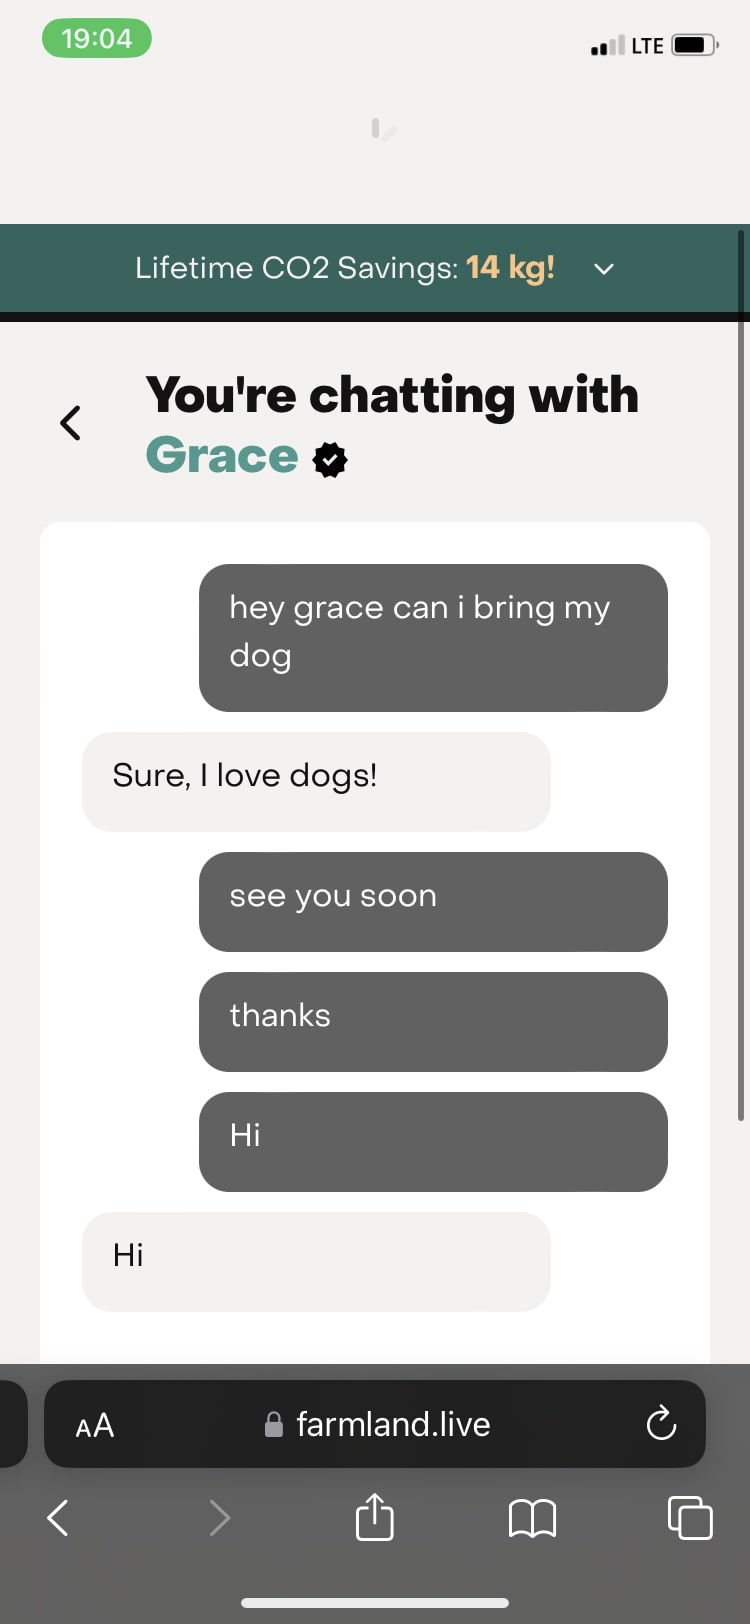 19:04
LTE
Lifetime CO2 Savings: 14 kg!
You're chatting with
Grace
hey grace can i bring my
dog
Sure, I love dogs!
see you soon
thanks
Hi
Hi
AA
farmland.live